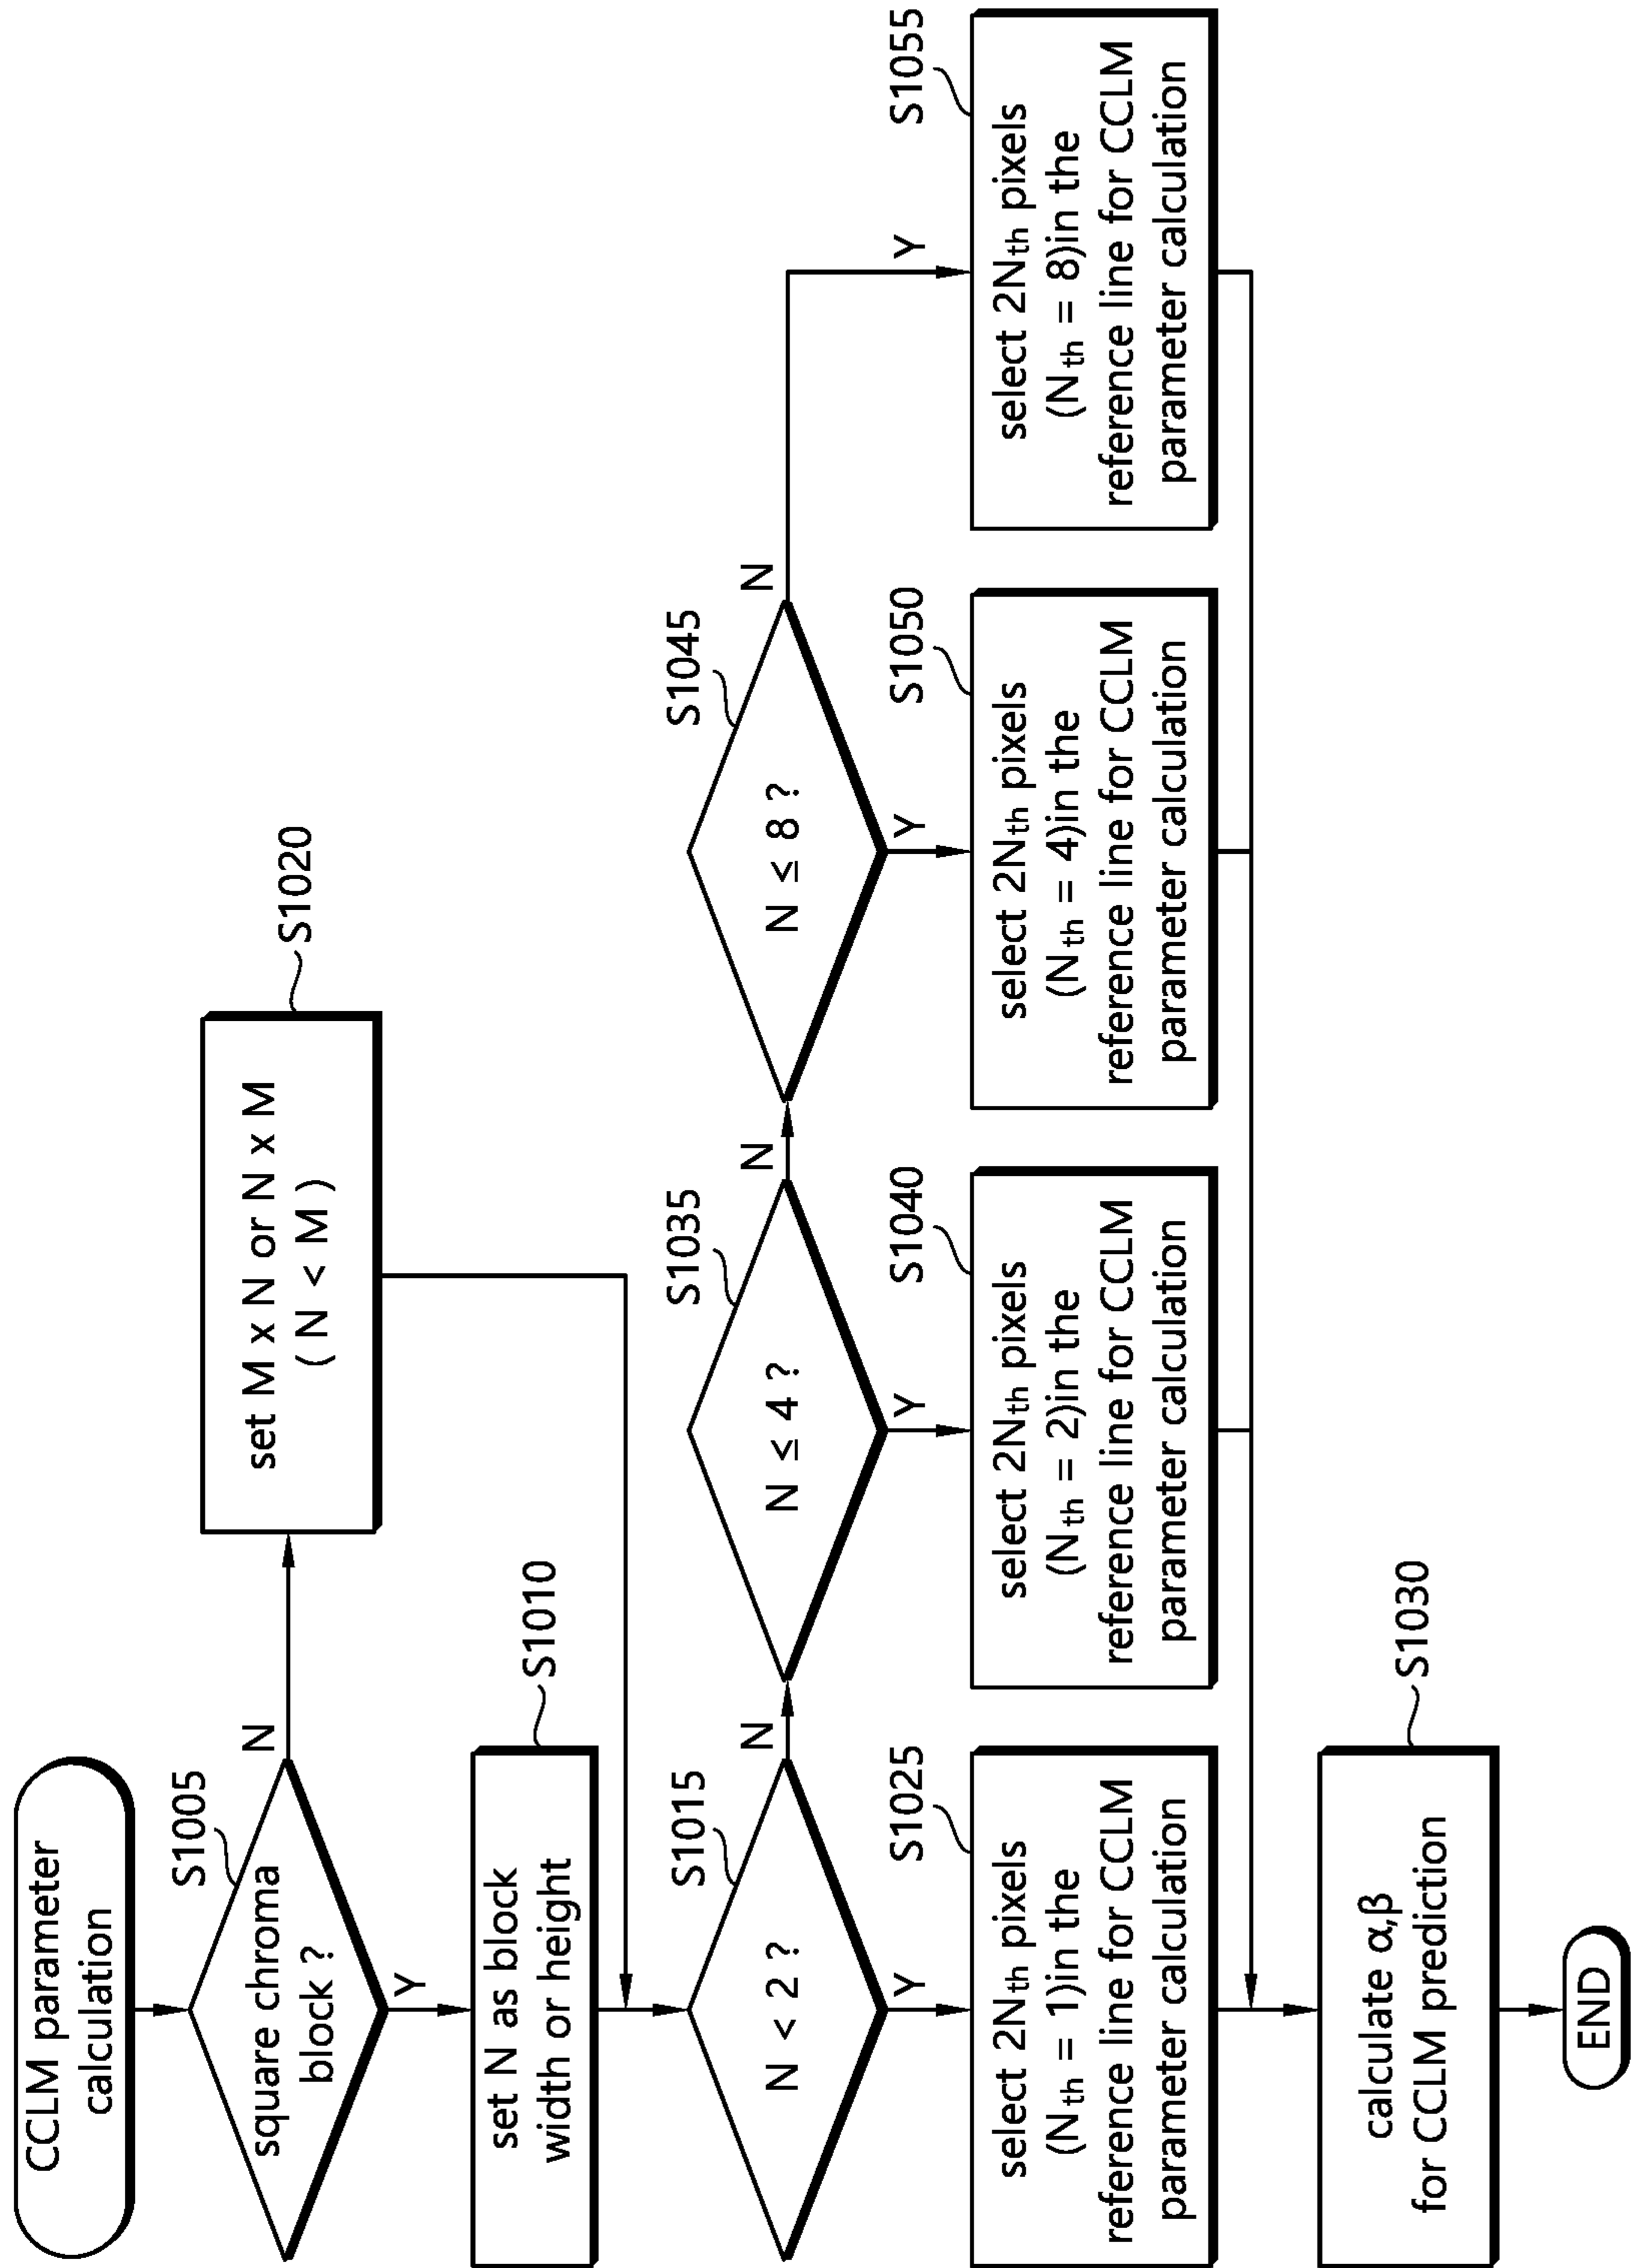 CCLM parameter
calculation
S1005
square chroma
block ?
N
Y
S1010
set N as block
width or height
S1020
set M x N or N x M
( N < M )
S1015
N < 2 ?
N
Y
S1025
select 2Nth pixels
(Nth = 1)in the
reference line for CCLM
parameter calculation
S1035
N ≤ 4 ?
N
Y
S1040
select 2Nth pixels
(Nth = 2)in the
reference line for CCLM
parameter calculation
S1045
N ≤ 8 ?
N
Y
S1050
select 2Nth pixels
(Nth = 4)in the
reference line for CCLM
parameter calculation
Y
S1055
select 2Nth pixels
(Nth = 8)in the
reference line for CCLM
parameter calculation
S1030
calculate α,β
for CCLM prediction
END